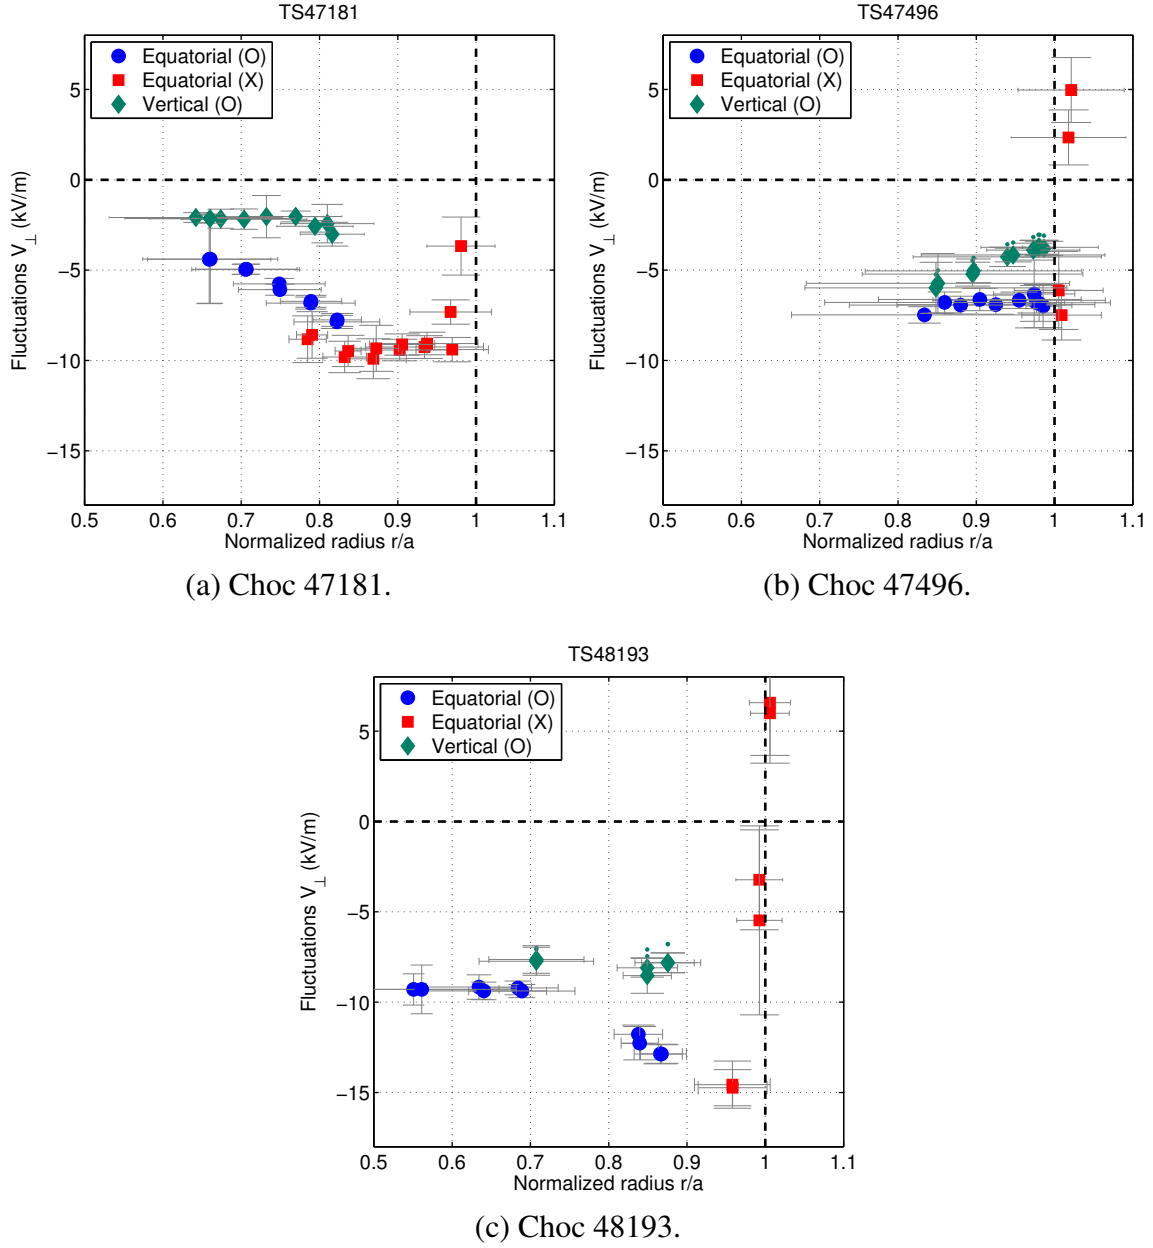 TS47181
Equatorial (O)
Equatorial (X)
Vertical (O)
Fluctuations V⊥ (kV/m)
5
0
−5
−10
−15
0.5 0.6 0.7 0.8 0.9 1 1.1
Normalized radius r/a
(a) Choc 47181.
TS47496
Equatorial (O)
Equatorial (X)
Vertical (O)
Fluctuations V⊥ (kV/m)
5
0
−5
−10
−15
0.5 0.6 0.7 0.8 0.9 1 1.1
Normalized radius r/a
(b) Choc 47496.
TS48193
Equatorial (O)
Equatorial (X)
Vertical (O)
Fluctuations V⊥ (kV/m)
5
0
−5
−10
−15
0.5 0.6 0.7 0.8 0.9 1 1.1
Normalized radius r/a
(c) Choc 48193.